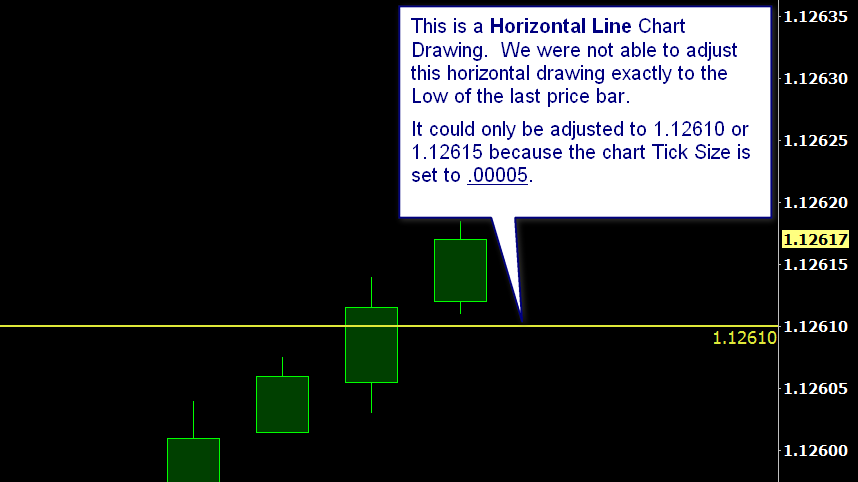 This is a Horizontal Line Chart
Drawing.  We were not able to adjust
this horizontal drawing exactly to the
Low of the last price bar.
It could only be adjusted to 1.12610 or
1.12615 because the chart Tick Size is
set to .00005.
1.12635
1.12630
1.12625
1.12620
1.12617
1.12615
1.12610
1.12610
1.12605
1.12600